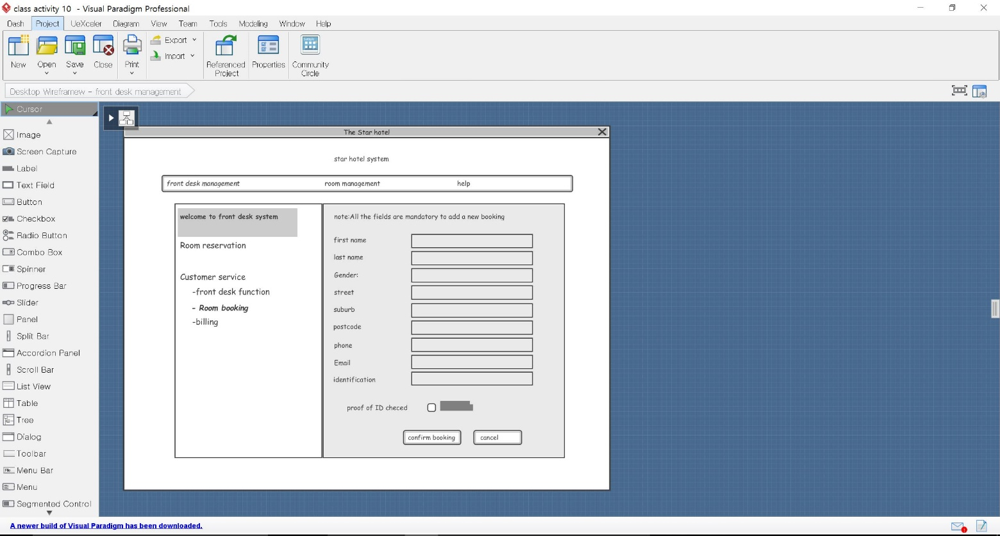 class activity 10 - Visual Paradigm Professional
Dash Project UeXceler Diagram View Team Tools Modeling Window Help
New Open Save Close Print Export Import Referenced Project Properties Community Circle
Desktop Wireframew - front desk management
Cursor
Image
Screen Capture
Label
Text Field
Button
Checkbox
Radio Button
Combo Box
Spinner
Progress Bar
Slider
Panel
Split Bar
Accordion Panel
Scroll Bar
List View
Table
Tree
Dialog
Toolbar
File Menu Bar
Menu
Segmented Control
The Star hotel
star hotel system
front desk management room management help
welcome to front desk system
Room reservation
Customer service
-front desk function
- Room booking
-billing
note:All the fields are mandatory to add a new booking
first name
last name
Gender:
street
suburb
postcode
phone
Email
identification
proof of ID checed
confirm booking cancel
A newer build of Visual Paradigm has been downloaded.